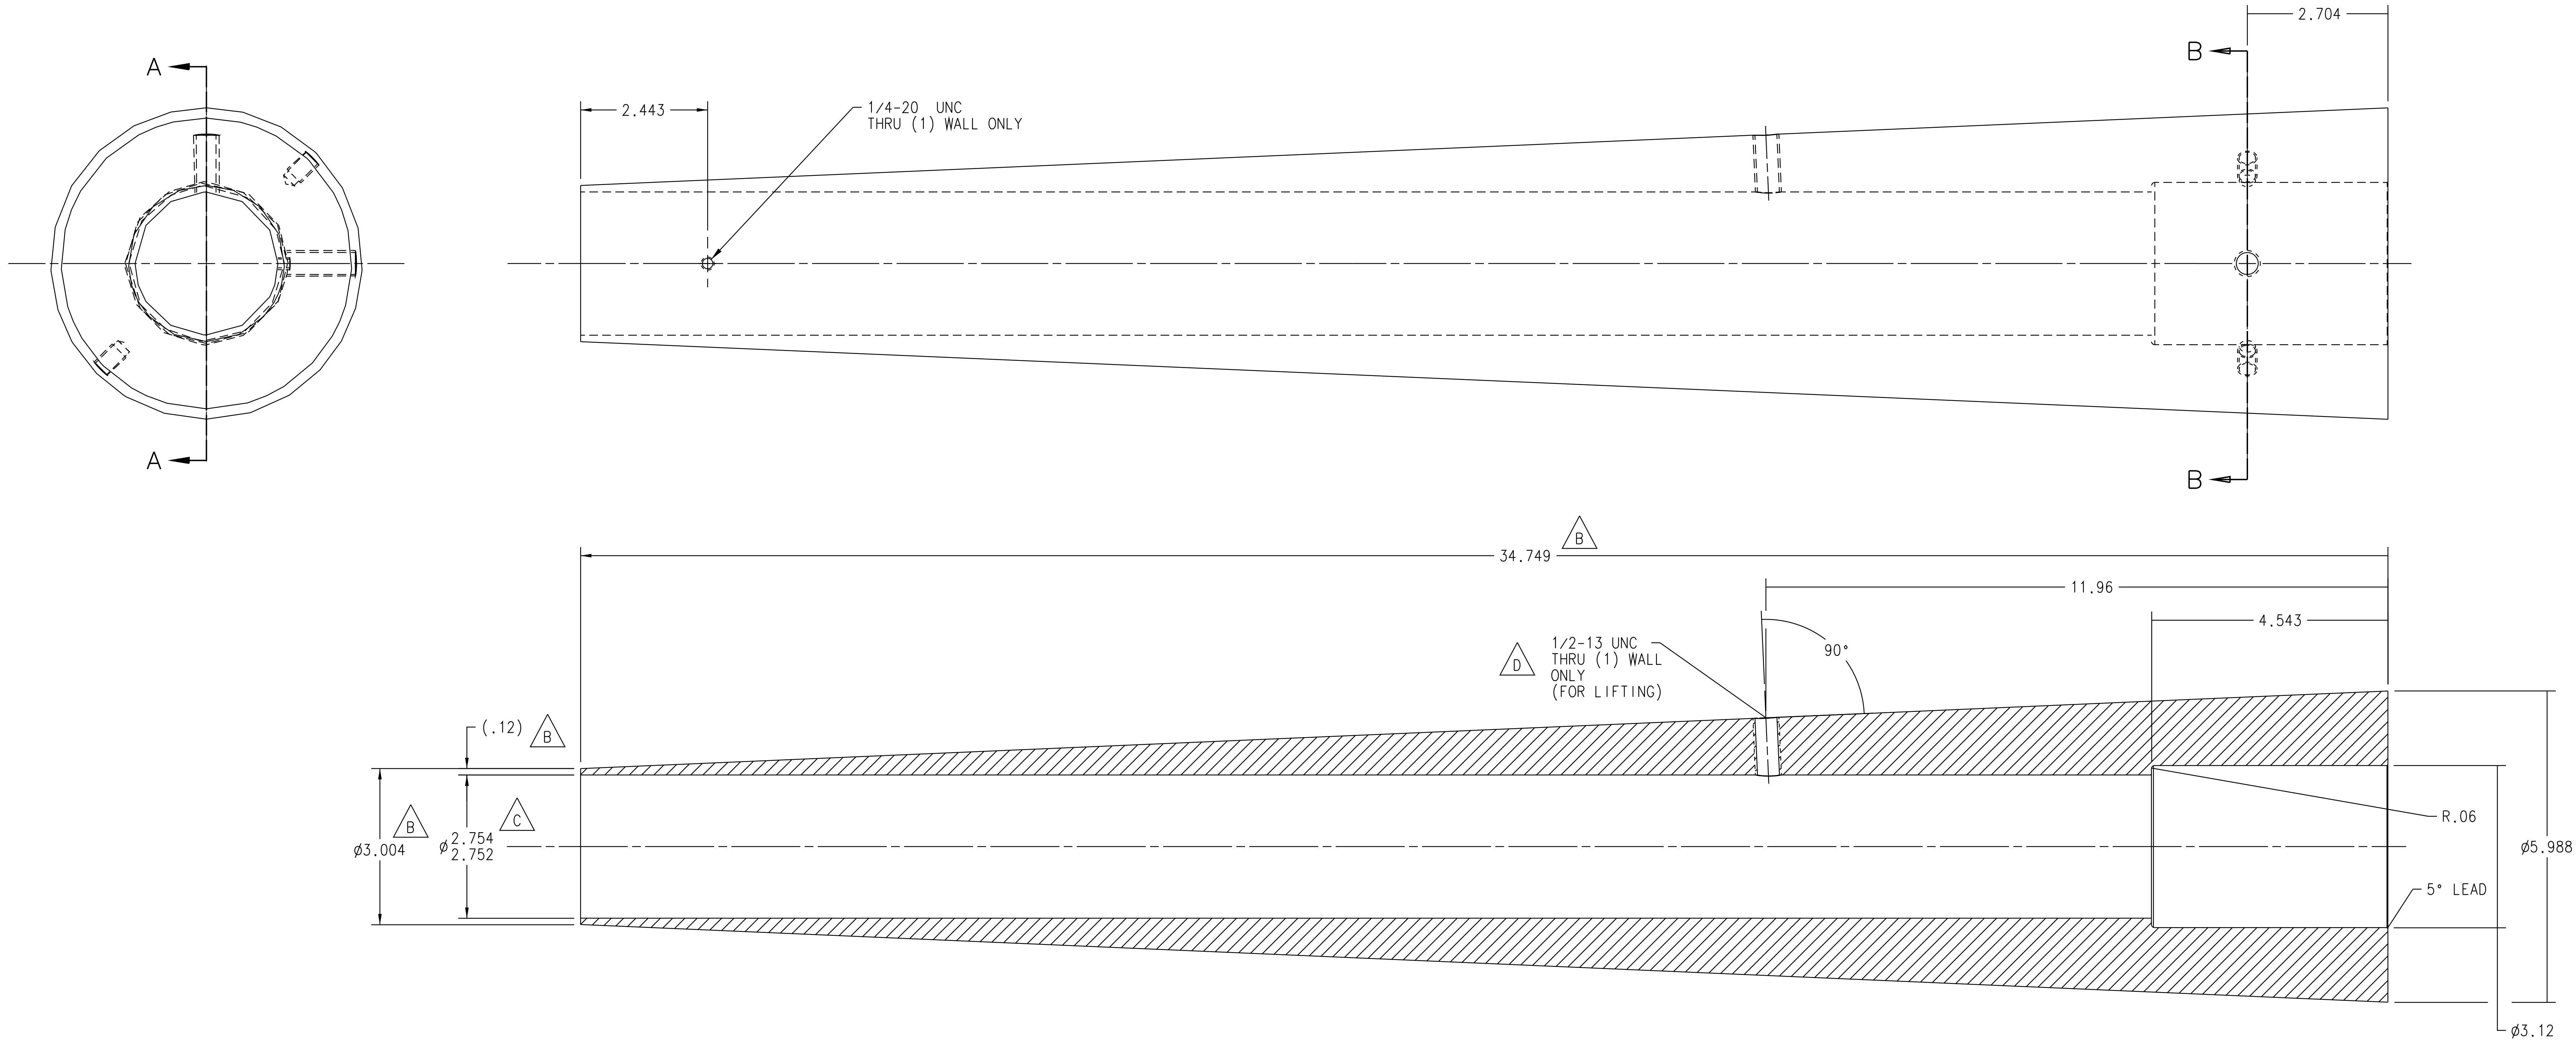 2.704
A
B
2.443
1/4-20 UNC
THRU (1) WALL ONLY
A
B
B
34.749
11.96
4.543
1/2-13 UNC
THRU (1) WALL
ONLY
(FOR LIFTING)
D
90°
(.12)
B
B
C
R.06
Ø3.004
Ø2.754
2.752
Ø5.988
5° LEAD
Ø3.12